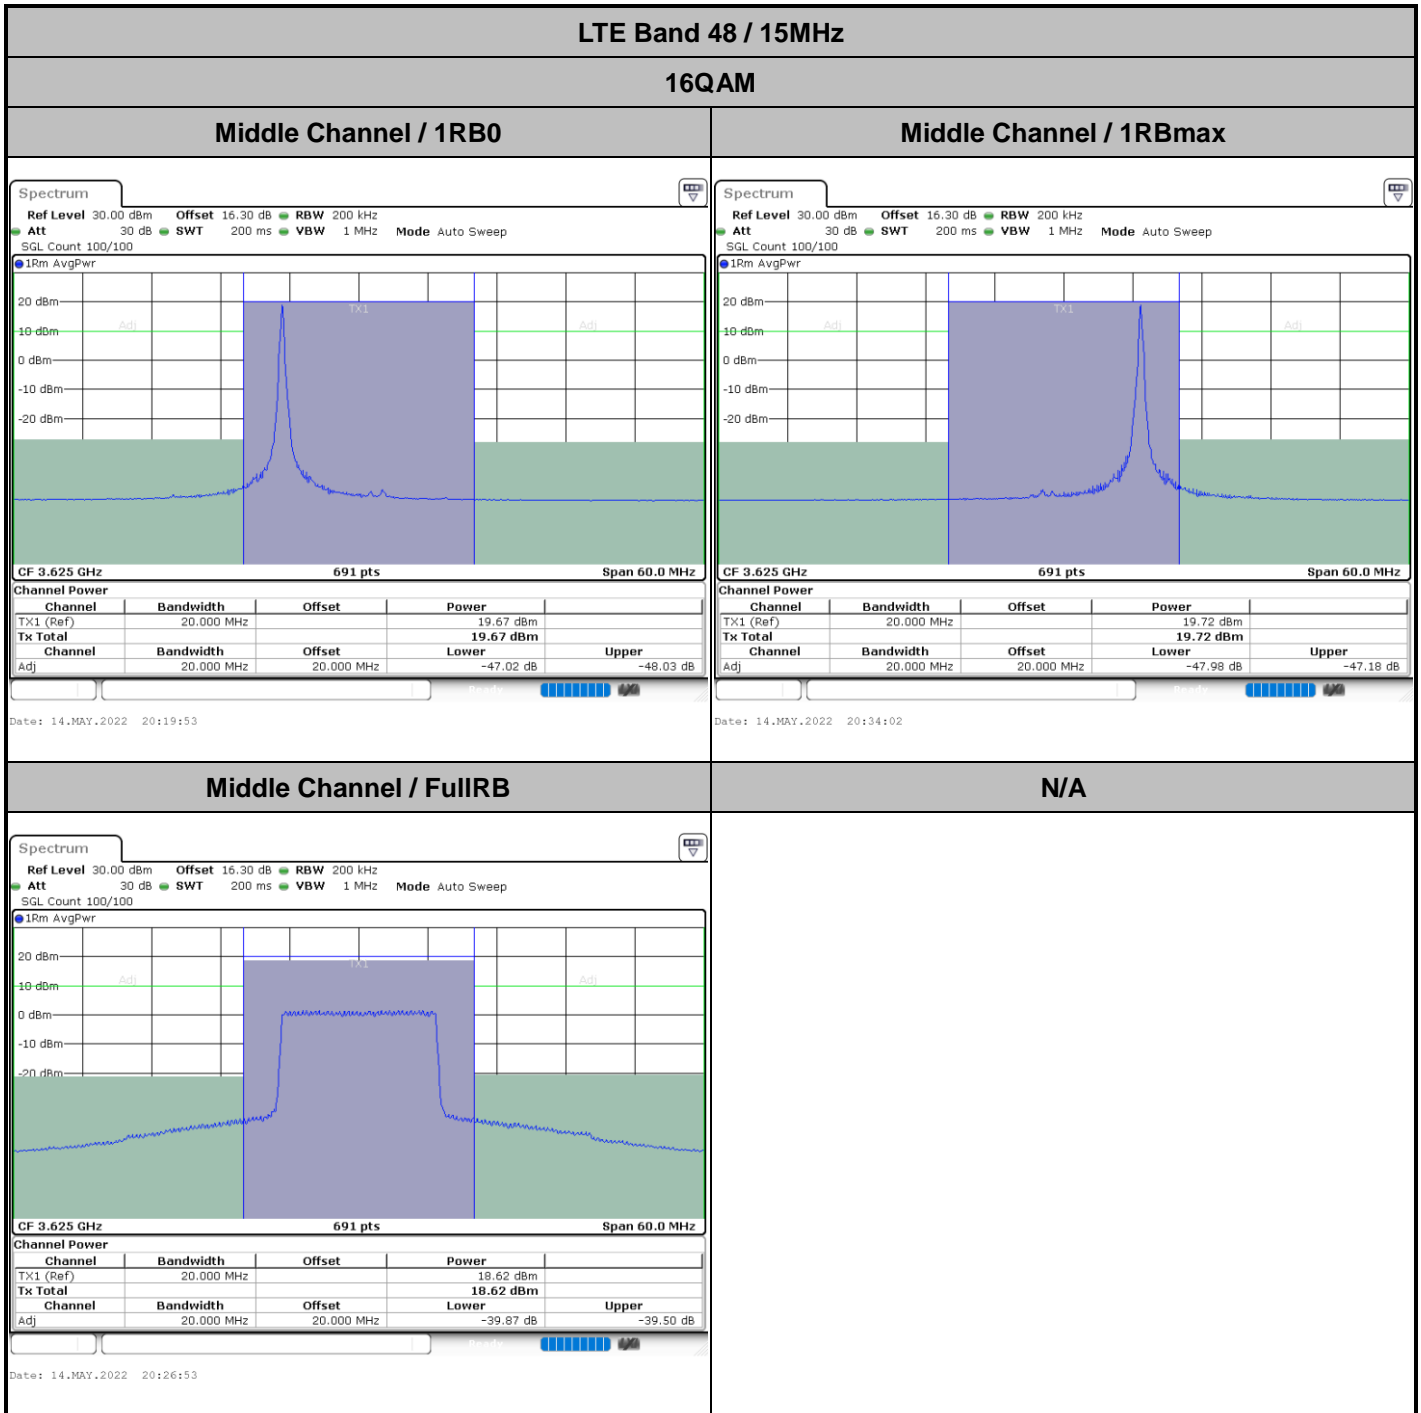 LTE Band 48 / 15MHz
16QAM
Middle Channel / 1RB0
Middle Channel / 1RBmax
Spectrum
Ref Level 30.00 dBm Offset 16.30 dB RBW 200 kHz
Att 30 dB SWT 200 ms VBW 1 MHz Mode Auto Sweep
SGL Count 100/100
1Rm AvgPwr
TX1
Adj
Adj
20 dBm
10 dBm
0 dBm
-10 dBm
-20 dBm
CF 3.625 GHz 691 pts Span 60.0 MHz
Channel Power
Channel Bandwidth Offset Power
TX1 (Ref) 20.000 MHz 19.67 dBm
Tx Total 19.67 dBm
Channel Bandwidth Offset Lower Upper
Adj 20.000 MHz 20.000 MHz -47.02 dB -48.03 dB
Ready
Date: 14.MAY.2022 20:19:53
Spectrum
Ref Level 30.00 dBm Offset 16.30 dB RBW 200 kHz
Att 30 dB SWT 200 ms VBW 1 MHz Mode Auto Sweep
SGL Count 100/100
1Rm AvgPwr
TX1
Adj
Adj
20 dBm
10 dBm
0 dBm
-10 dBm
-20 dBm
CF 3.625 GHz 691 pts Span 60.0 MHz
Channel Power
Channel Bandwidth Offset Power
TX1 (Ref) 20.000 MHz 19.72 dBm
Tx Total 19.72 dBm
Channel Bandwidth Offset Lower Upper
Adj 20.000 MHz 20.000 MHz -47.98 dB -47.18 dB
Ready
Date: 14.MAY.2022 20:34:02
Middle Channel / FullRB
N/A
Spectrum
Ref Level 30.00 dBm Offset 16.30 dB RBW 200 kHz
Att 30 dB SWT 200 ms VBW 1 MHz Mode Auto Sweep
SGL Count 100/100
1Rm AvgPwr
TX1
Adj
Adj
20 dBm
10 dBm
0 dBm
-10 dBm
-20 dBm
CF 3.625 GHz 691 pts Span 60.0 MHz
Channel Power
Channel Bandwidth Offset Power
TX1 (Ref) 20.000 MHz 18.62 dBm
Tx Total 18.62 dBm
Channel Bandwidth Offset Lower Upper
Adj 20.000 MHz 20.000 MHz -39.87 dB -39.50 dB
Ready
Date: 14.MAY.2022 20:26:53